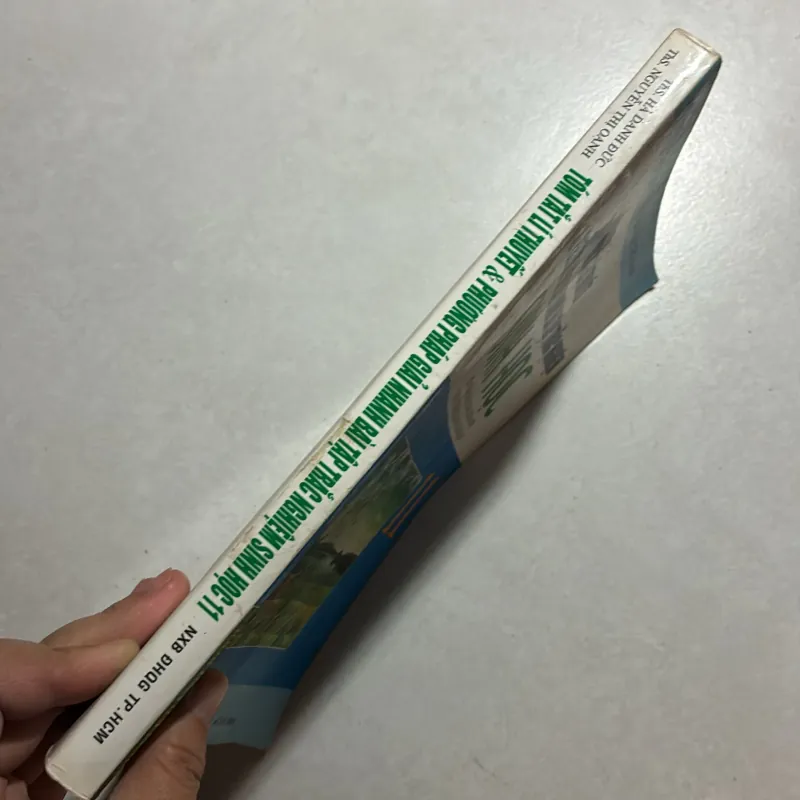 ThS. HÀ DANH ĐỨC
ThS. NGUYỄN THỊ OANH
TÓM TẮT LÍ THUYẾT & PHƯƠNG PHÁP GIẢI NHANH BÀI TẬP TRẮC NGHIỆM SINH HỌC 11
NXB ĐHQG TP.HCM